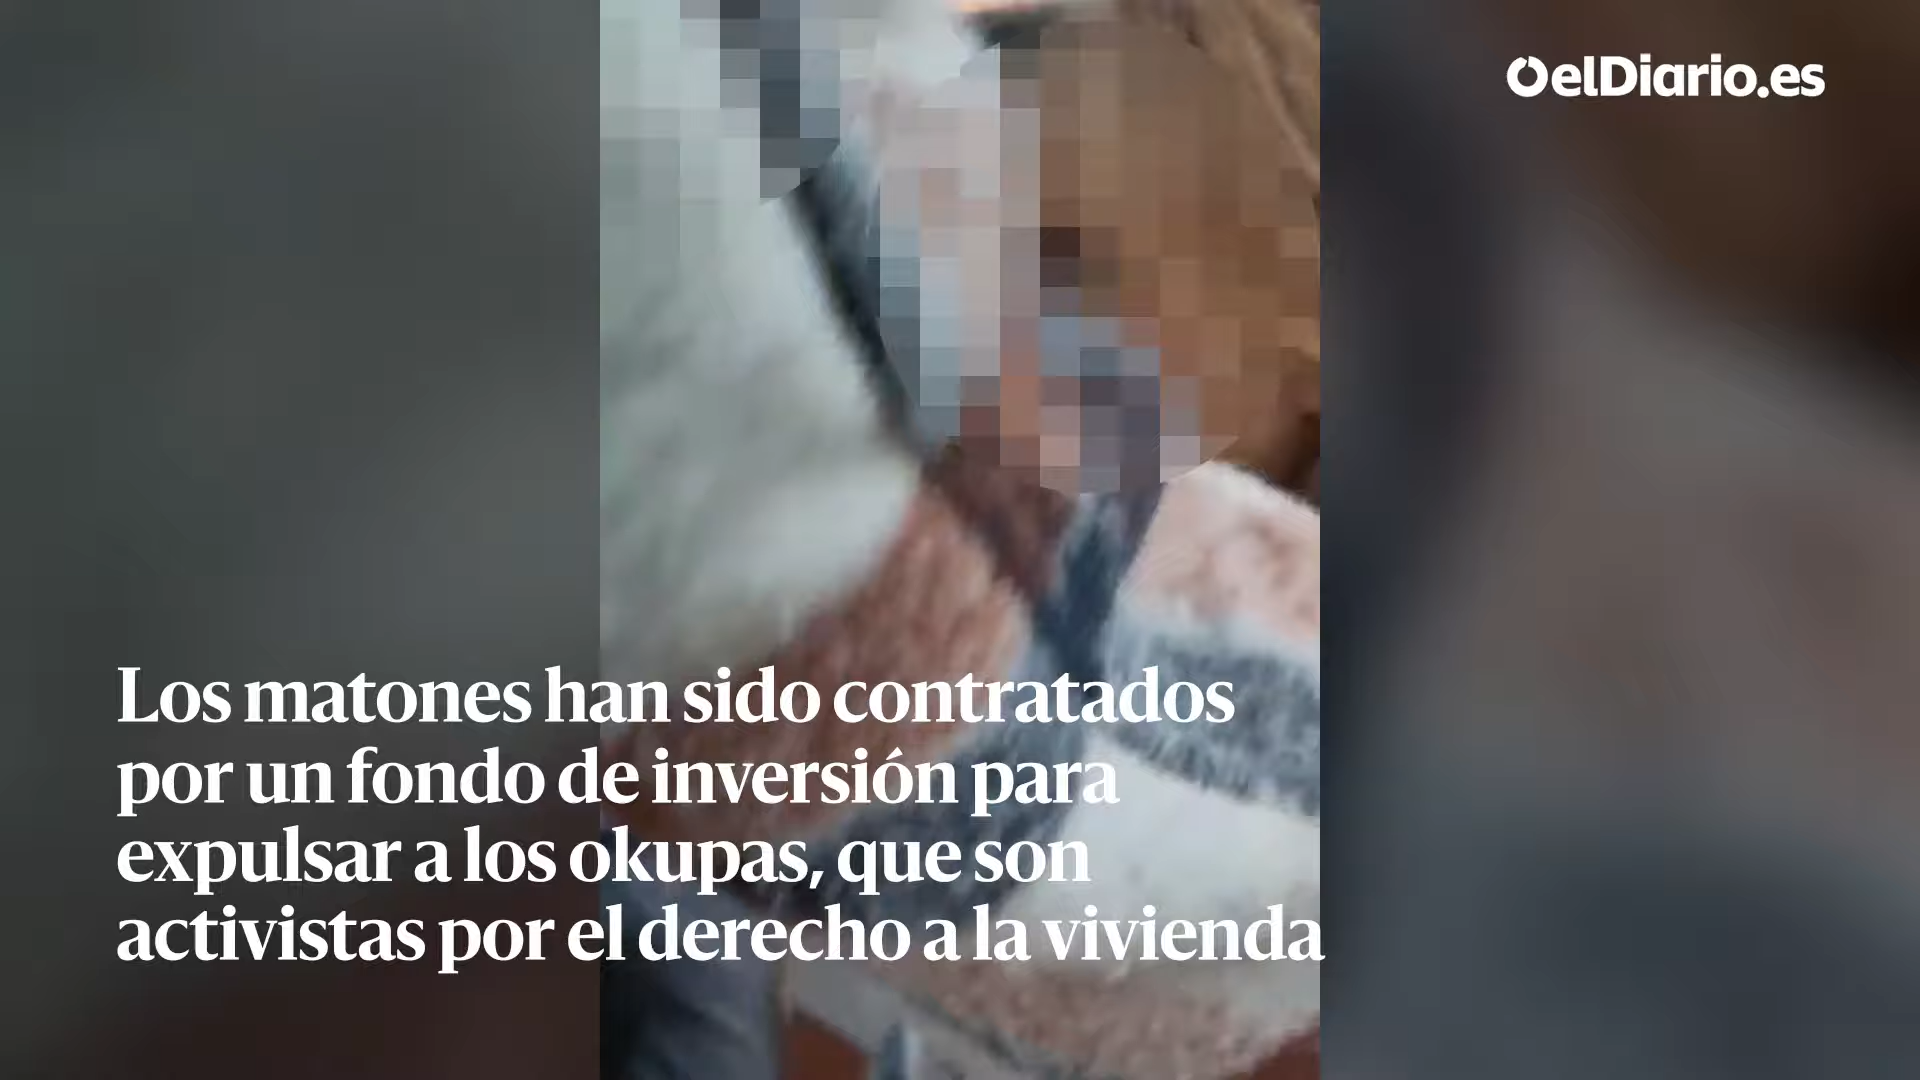 elDiario.es
Los matones han sido contratados
por un fondo de inversión para
expulsar a los okupas, que son
activistas por el derecho a la vivienda